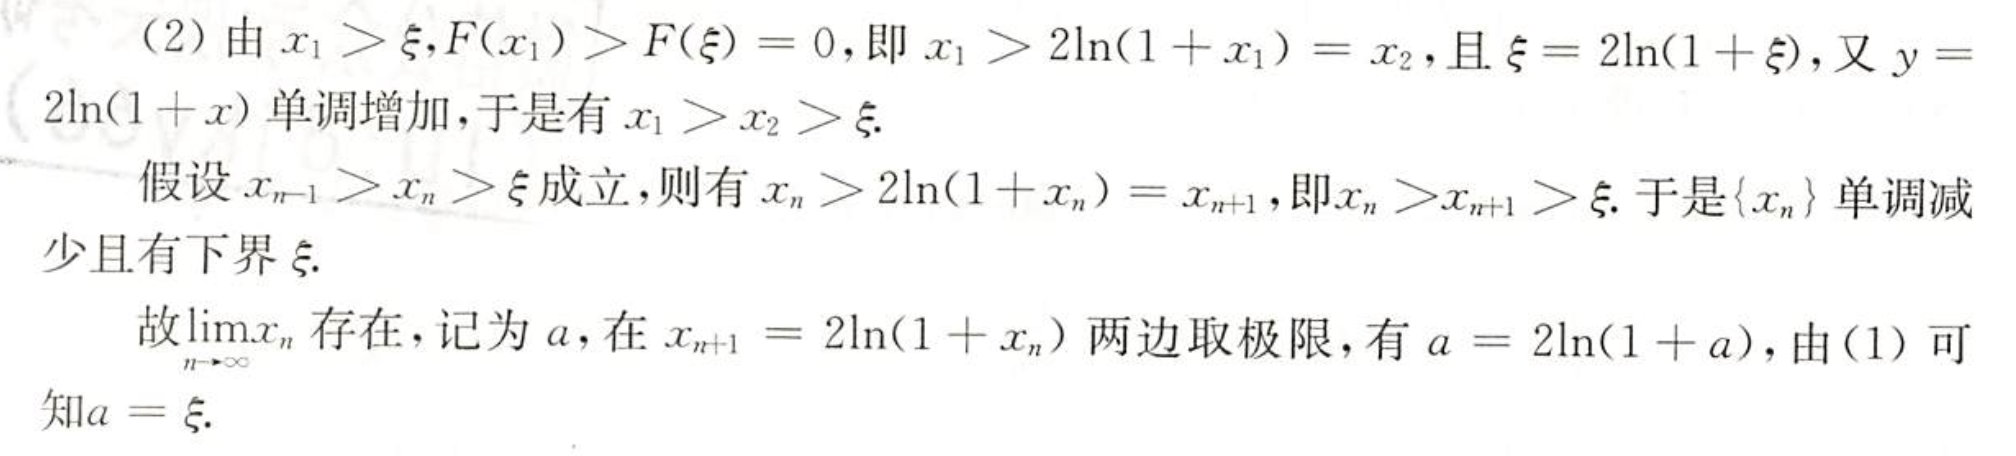 (2) 由 x₁ > ξ,F(x₁) > F(ξ) = 0,即 x₁ > 2ln(1+x₁) = x₂,且 ξ = 2ln(1+ξ),又 y =
2ln(1+x) 单调增加,于是有 x₁ > x₂ > ξ.
假设 xₙ₋₁ > xₙ > ξ 成立,则有 xₙ > 2ln(1+xₙ) = xₙ₊₁,即xₙ >xₙ₊₁ > ξ. 于是{xₙ} 单调减
少且有下界 ξ.
故lim_{n→∞}xₙ 存在,记为 a,在 xₙ₊₁ = 2ln(1+xₙ) 两边取极限,有 a = 2ln(1+a),由(1) 可
知a = ξ.